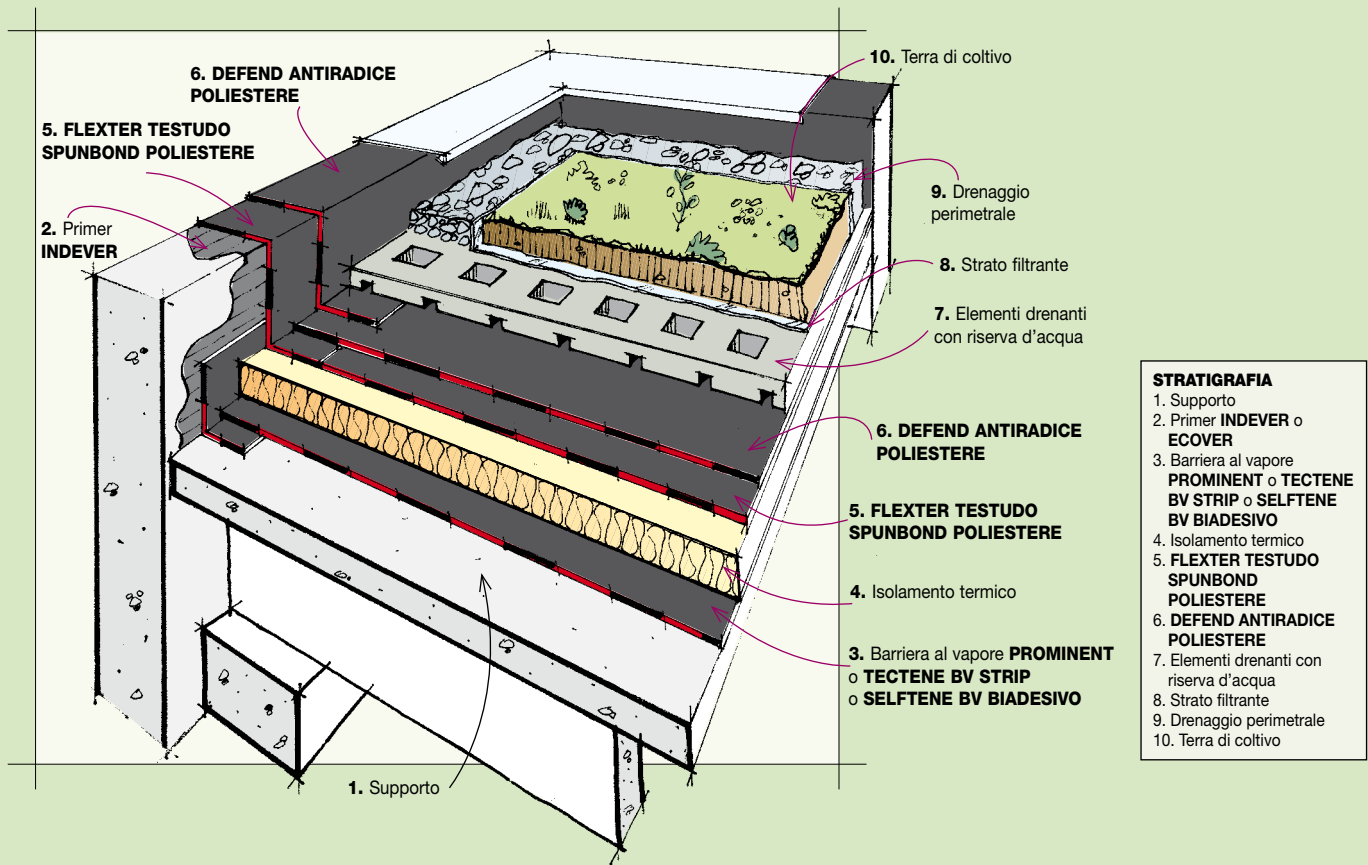 6. DEFEND ANTIRADICE
POLIESTERE
5. FLEXTER TESTUDO
SPUNBOND POLIESTERE
2. Primer
INDEVER
10. Terra di coltivo
9. Drenaggio
perimetrale
8. Strato filtrante
7. Elementi drenanti
con riserva d'acqua
6. DEFEND ANTIRADICE
POLIESTERE
5. FLEXTER TESTUDO
SPUNBOND POLIESTERE
4. Isolamento termico
3. Barriera al vapore PROMINENT
o TECTENE BV STRIP
o SELFTENE BV BIADESIVO
1. Supporto
STRATIGRAFIA
1. Supporto
2. Primer INDEVER o
ECOVER
3. Barriera al vapore
PROMINENT o TECTENE
BV STRIP o SELFTENE
BV BIADESIVO
4. Isolamento termico
5. FLEXTER TESTUDO
SPUNBOND
POLIESTERE
6. DEFEND ANTIRADICE
POLIESTERE
7. Elementi drenanti con
riserva d'acqua
8. Strato filtrante
9. Drenaggio perimetrale
10. Terra di coltivo